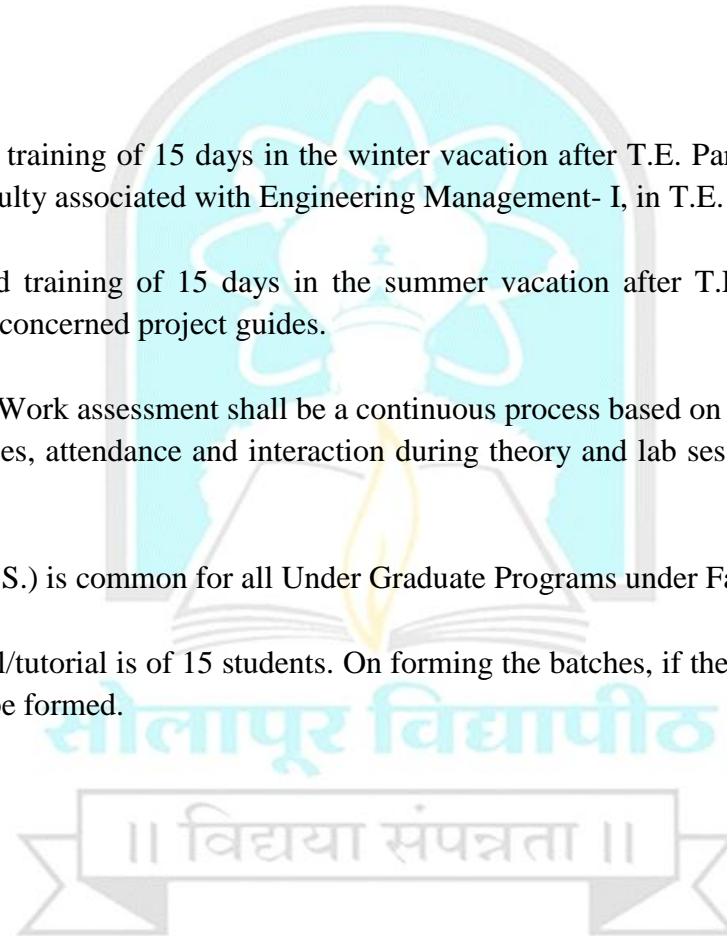 training of 15 days in the winter vacation after T.E. Par
ulty associated with Engineering Management- I, in T.E.
d training of 15 days in the summer vacation after T.
concerned project guides.
Work assessment shall be a continuous process based on
es, attendance and interaction during theory and lab ses
S.) is common for all Under Graduate Programs under Fa
l/tutorial is of 15 students. On forming the batches, if the
be formed.
सोलापूर विद्यापीठ
|| विद्यया संपन्नता ||